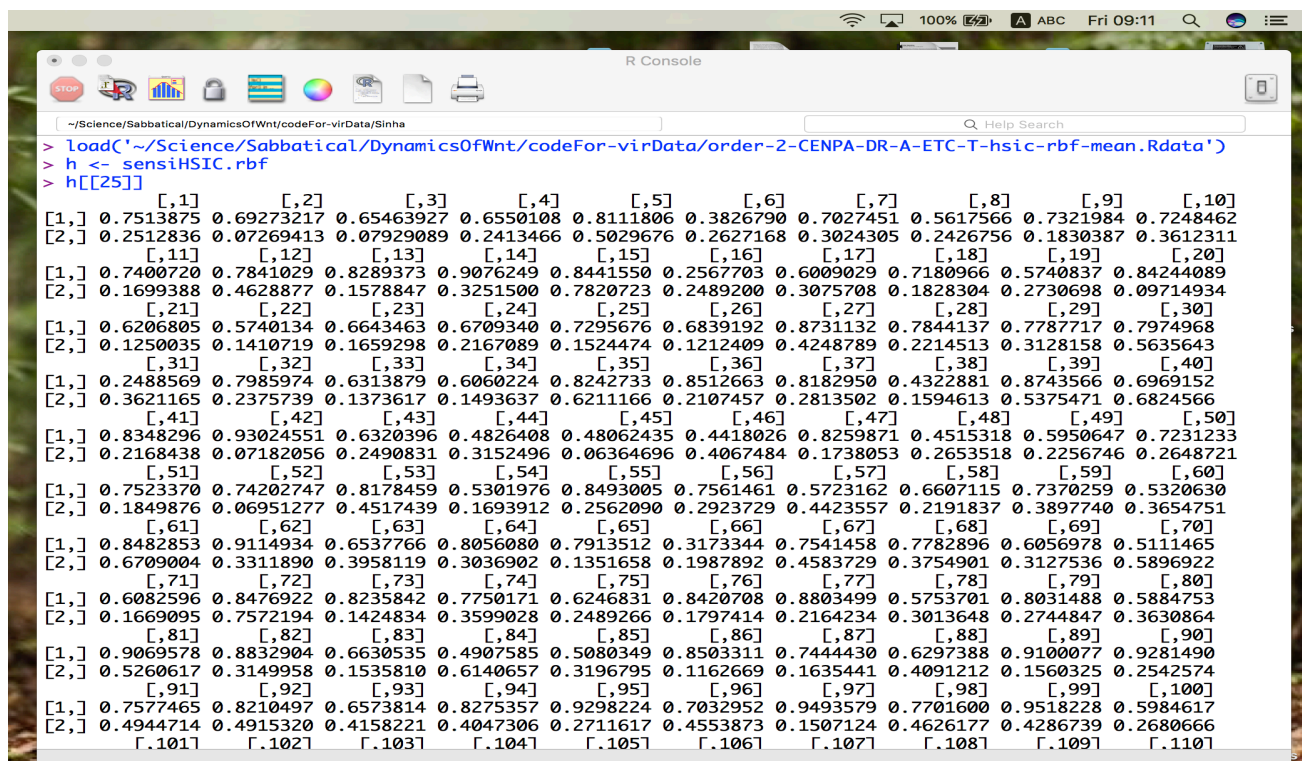 100% ABC Fri 09:11
R Console
STOP
~/Science/Sabbatical/DynamicsOfWnt/codeFor-virData/Sinha Help Search
> load('~/Science/Sabbatical/DynamicsOfWnt/codeFor-virData/order-2-CENPA-DR-A-ETC-T-hsic-rbf-mean.Rdata')
> h <- sensiHSIC.rbf
> h[[25]]
[,1] [,2] [,3] [,4] [,5] [,6] [,7] [,8] [,9] [,10]
[1,] 0.7513875 0.69273217 0.65463927 0.6550108 0.8111806 0.3826790 0.7027451 0.5617566 0.7321984 0.7248462
[2,] 0.2512836 0.07269413 0.07929089 0.2413466 0.5029676 0.2627168 0.3024305 0.2426756 0.1830387 0.3612311
[,11] [,12] [,13] [,14] [,15] [,16] [,17] [,18] [,19] [,20]
[1,] 0.7400720 0.7841029 0.8289373 0.9076249 0.8441550 0.2567703 0.6009029 0.7180966 0.5740837 0.84244089
[2,] 0.1699388 0.4628877 0.1578847 0.3251500 0.7820723 0.2489200 0.3075708 0.1828304 0.2730698 0.09714934
[,21] [,22] [,23] [,24] [,25] [,26] [,27] [,28] [,29] [,30]
[1,] 0.6206805 0.5740134 0.6643463 0.6709340 0.7295676 0.6839192 0.8731132 0.7844137 0.7787717 0.7974968
[2,] 0.1250035 0.1410719 0.1659298 0.2167089 0.1524474 0.1212409 0.4248789 0.2214513 0.3128158 0.5635643
[,31] [,32] [,33] [,34] [,35] [,36] [,37] [,38] [,39] [,40]
[1,] 0.2488569 0.7985974 0.6313879 0.6060224 0.8242733 0.8512663 0.8182950 0.4322881 0.8743566 0.6969152
[2,] 0.3621165 0.2375739 0.1373617 0.1493637 0.6211166 0.2107457 0.2813502 0.1594613 0.5375471 0.6824566
[,41] [,42] [,43] [,44] [,45] [,46] [,47] [,48] [,49] [,50]
[1,] 0.8348296 0.93024551 0.6320396 0.4826408 0.48062435 0.4418026 0.8259871 0.4515318 0.5950647 0.7231233
[2,] 0.2168438 0.07182056 0.2490831 0.3152496 0.06364696 0.4067484 0.1738053 0.2653518 0.2256746 0.2648721
[,51] [,52] [,53] [,54] [,55] [,56] [,57] [,58] [,59] [,60]
[1,] 0.7523370 0.74202747 0.8178459 0.5301976 0.8493005 0.7561461 0.5723162 0.6607115 0.7370259 0.5320630
[2,] 0.1849876 0.06951277 0.4517439 0.1693912 0.2562090 0.2923729 0.4423557 0.2191837 0.3897740 0.3654751
[,61] [,62] [,63] [,64] [,65] [,66] [,67] [,68] [,69] [,70]
[1,] 0.8482853 0.9114934 0.6537766 0.8056080 0.7913512 0.3173344 0.7541458 0.7782896 0.6056978 0.5111465
[2,] 0.6709004 0.3311890 0.3958119 0.3036902 0.1351658 0.1987892 0.4583729 0.3754901 0.3127536 0.5896922
[,71] [,72] [,73] [,74] [,75] [,76] [,77] [,78] [,79] [,80]
[1,] 0.6082596 0.8476922 0.8235842 0.7750171 0.6246831 0.8420708 0.8803499 0.5753701 0.8031488 0.5884753
[2,] 0.1669095 0.7572194 0.1424834 0.3599028 0.2489266 0.1797414 0.2164234 0.3013648 0.2744847 0.3630864
[,81] [,82] [,83] [,84] [,85] [,86] [,87] [,88] [,89] [,90]
[1,] 0.9069578 0.8832904 0.6630535 0.4907585 0.5080349 0.8503311 0.7444430 0.6297388 0.9100077 0.9281490
[2,] 0.5260617 0.3149958 0.1535810 0.6140657 0.3196795 0.1162669 0.1635441 0.4091212 0.1560325 0.2542574
[,91] [,92] [,93] [,94] [,95] [,96] [,97] [,98] [,99] [,100]
[1,] 0.7577465 0.8210497 0.6573814 0.8275357 0.9298224 0.7032952 0.9493579 0.7701600 0.9518228 0.5984617
[2,] 0.4944714 0.4915320 0.4158221 0.4047306 0.2711617 0.4553873 0.1507124 0.4626177 0.4286739 0.2680666
[,101] [,102] [,103] [,104] [,105] [,106] [,107] [,108] [,109] [,110]